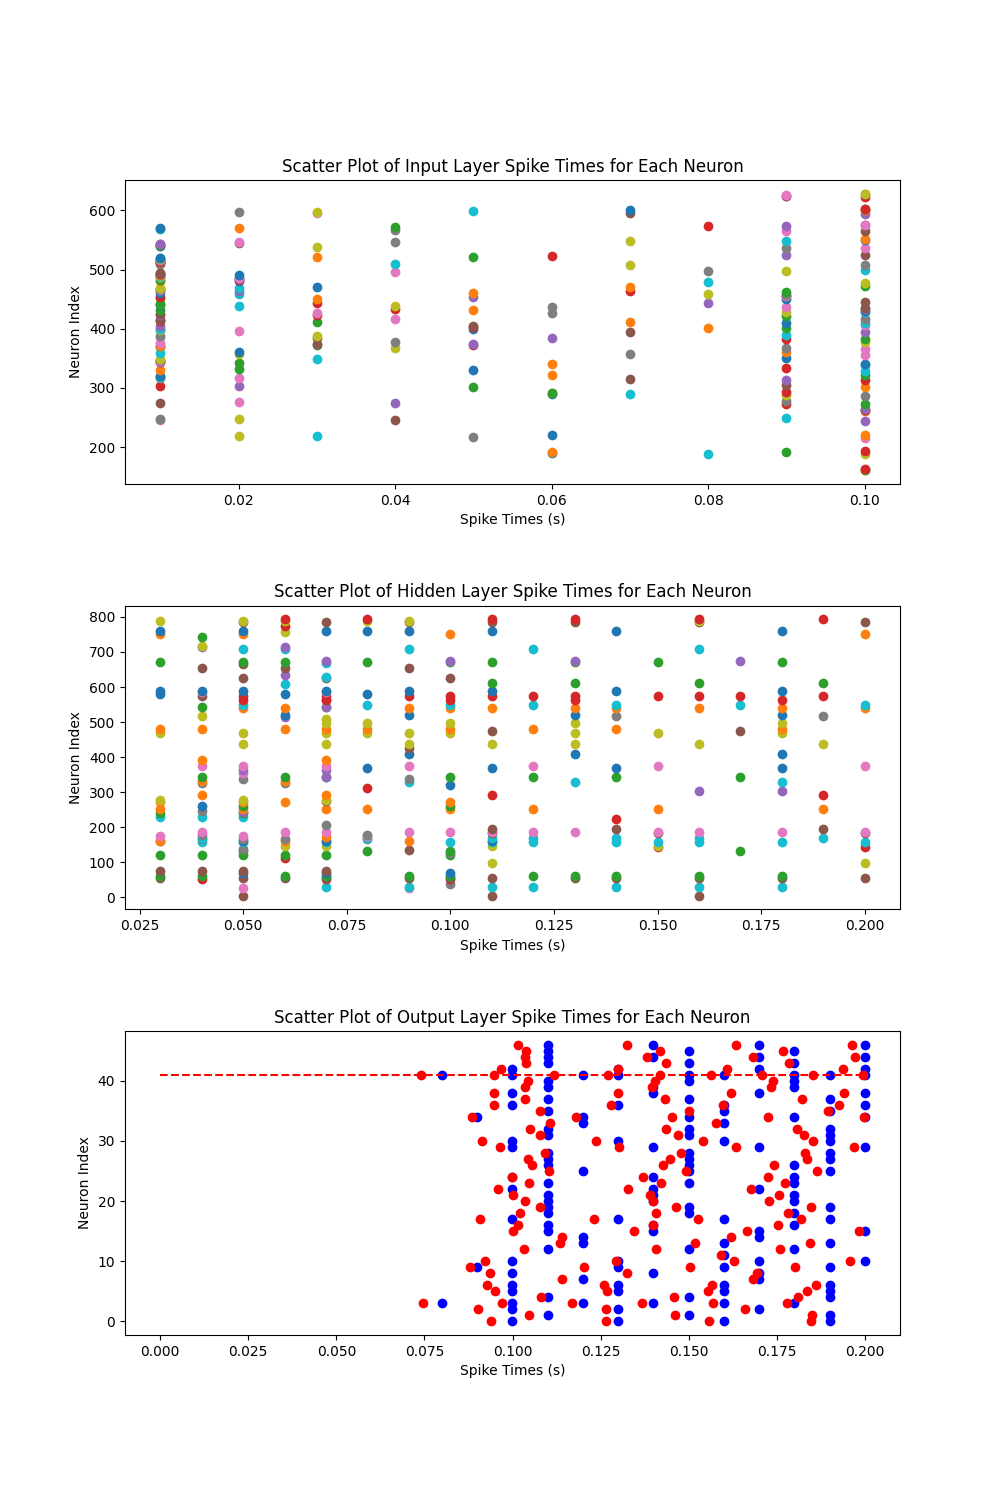 Scatter Plot of Input Layer Spike Times for Each Neuron
Neuron Index
600
500
400
300
200
0.02 0.04 0.06 0.08 0.10
Spike Times (s)
Scatter Plot of Hidden Layer Spike Times for Each Neuron
Neuron Index
800
700
600
500
400
300
200
100
0
0.025 0.050 0.075 0.100 0.125 0.150 0.175 0.200
Spike Times (s)
Scatter Plot of Output Layer Spike Times for Each Neuron
Neuron Index
40
30
20
10
0
0.000 0.025 0.050 0.075 0.100 0.125 0.150 0.175 0.200
Spike Times (s)